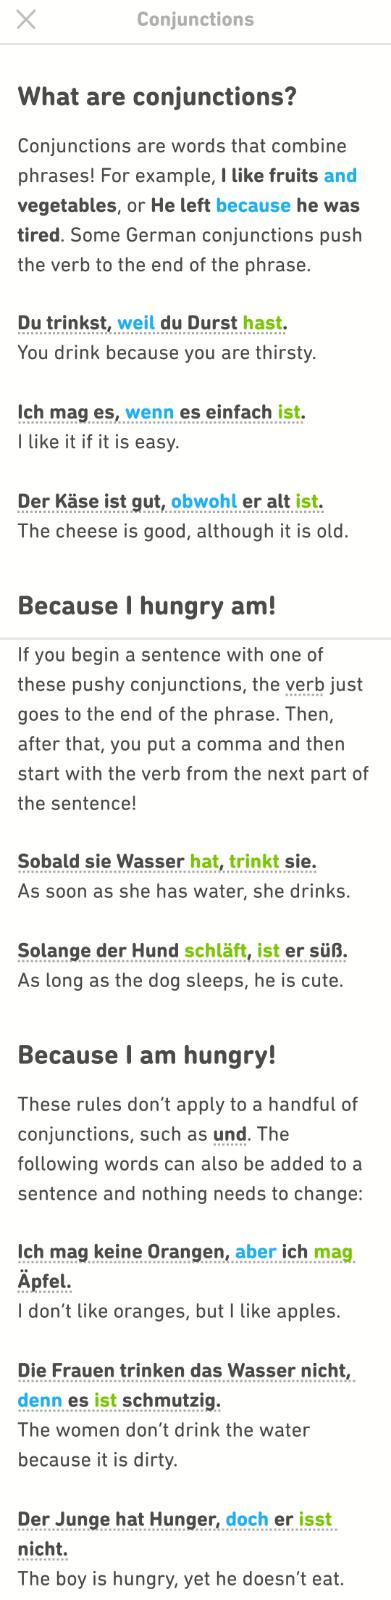 Conjunctions
What are conjunctions?
Conjunctions are words that combine
phrases! For example, I like fruits and
vegetables, or He left because he was
tired. Some German conjunctions push
the verb to the end of the phrase.
Du trinkst, weil du Durst hast.
You drink because you are thirsty.
Ich mag es, wenn es einfach ist.
I like it if it is easy.
Der Käse ist gut, obwohl er alt ist.
The cheese is good, although it is old.
Because I hungry am!
If you begin a sentence with one of
these pushy conjunctions, the verb just
goes to the end of the phrase. Then,
after that, you put a comma and then
start with the verb from the next part of
the sentence!
Sobald sie Wasser hat, trinkt sie.
As soon as she has water, she drinks.
Solange der Hund schläft, ist er süß.
As long as the dog sleeps, he is cute.
Because I am hungry!
These rules don't apply to a handful of
conjunctions, such as und. The
following words can also be added to a
sentence and nothing needs to change:
Ich mag keine Orangen, aber ich mag
Äpfel.
I don't like oranges, but I like apples.
Die Frauen trinken das Wasser nicht,
denn es ist schmutzig.
The women don't drink the water
because it is dirty.
Der Junge hat Hunger, doch er isst
nicht.
The boy is hungry, yet he doesn't eat.